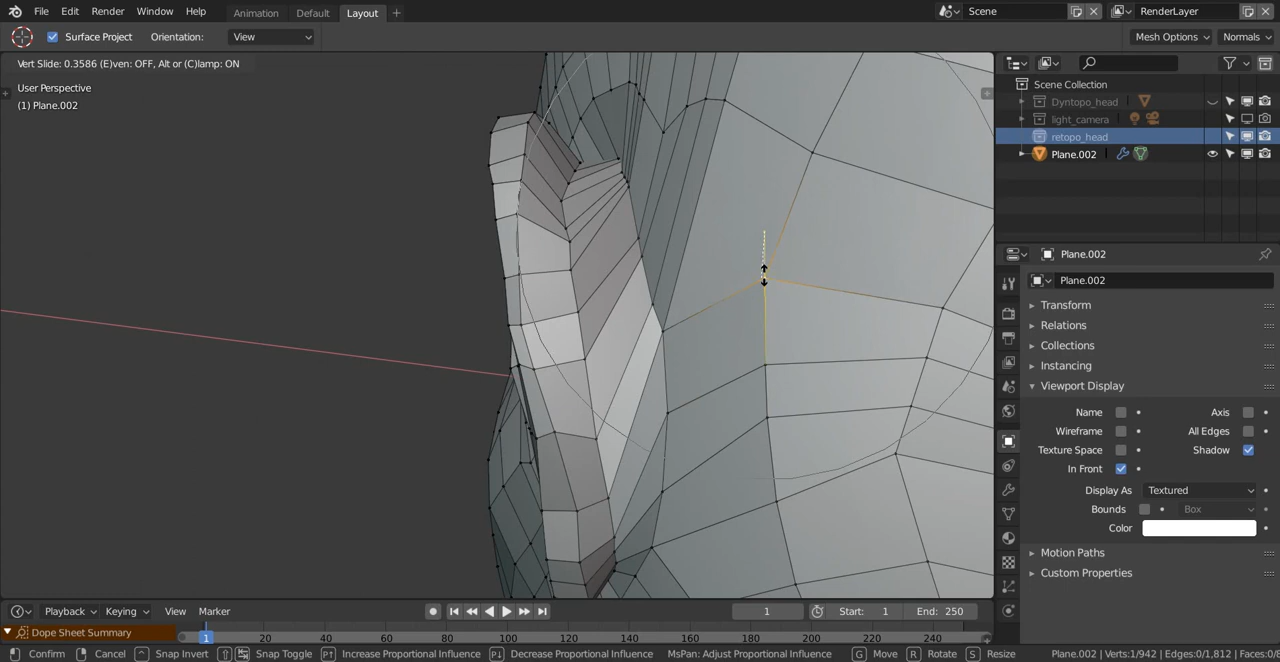 File Edit Render Window Help Animation Default Layout + Scene RenderLayer
Surface Project Orientation: View Mesh Options Normals
Vert Slide: 0.3586 (E)ven: OFF, Alt or (C)lamp: ON
User Perspective
(1) Plane.002
Scene Collection
Dyntopo_head
light_camera
retopo_head
Plane.002
Plane.002
Plane.002
Transform
Relations
Collections
Instancing
Viewport Display
Name Axis
Wireframe All Edges
Texture Space Shadow
In Front
Display As Textured
Bounds Box
Color
Motion Paths
Custom Properties
Playback Keying View Marker 1 Start: 1 End: 250
Dope Sheet Summary 1 20 40 60 80 100 120 140 160 180 200 220 240
Confirm Cancel Snap Invert Snap Toggle Increase Proportional Influence Decrease Proportional Influence MsPan: Adjust Proportional Influence G Move R Rotate S Resize Plane.002 | Verts:1/942 | Edges:0/1,812 | Faces:0/8